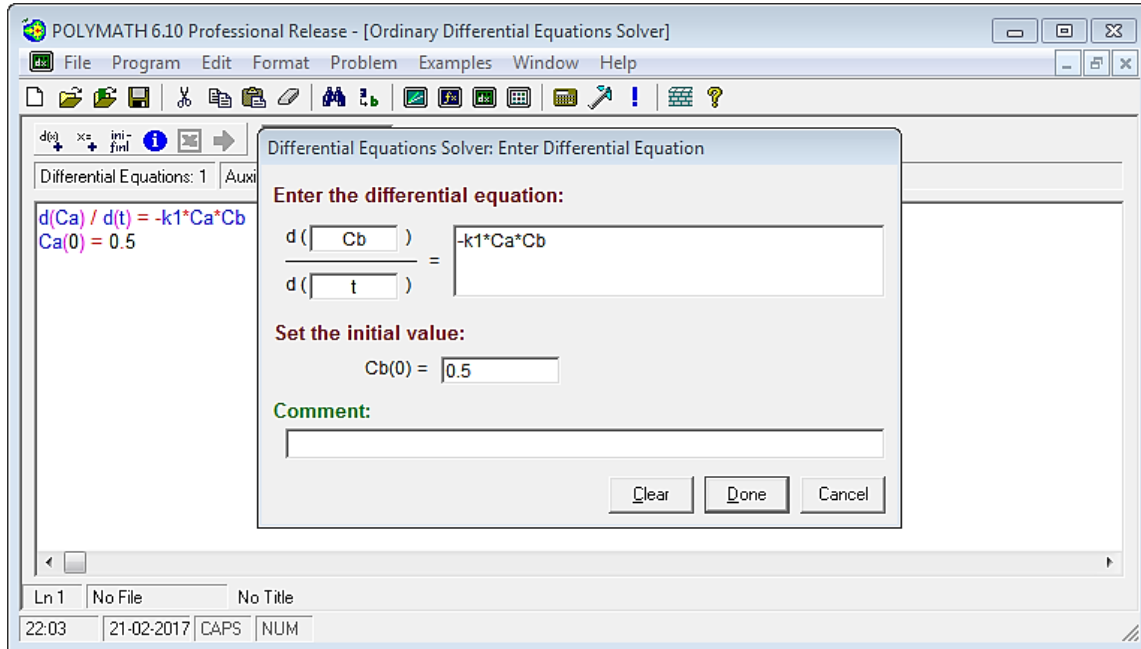 POLYMATH 6.10 Professional Release - [Ordinary Differential Equations Solver]
File Program Edit Format Problem Examples Window Help
d(x) x= ini- finl
Differential Equations: 1 Auxi
Differential Equations Solver: Enter Differential Equation
d(Ca) / d(t) = -k1*Ca*Cb
Ca(0) = 0.5
Enter the differential equation:
d ( Cb ) = -k1*Ca*Cb
d ( t )
Set the initial value:
Cb(0) = 0.5
Comment:
Clear Done Cancel
Ln 1 No File No Title
22:03 21-02-2017 CAPS NUM